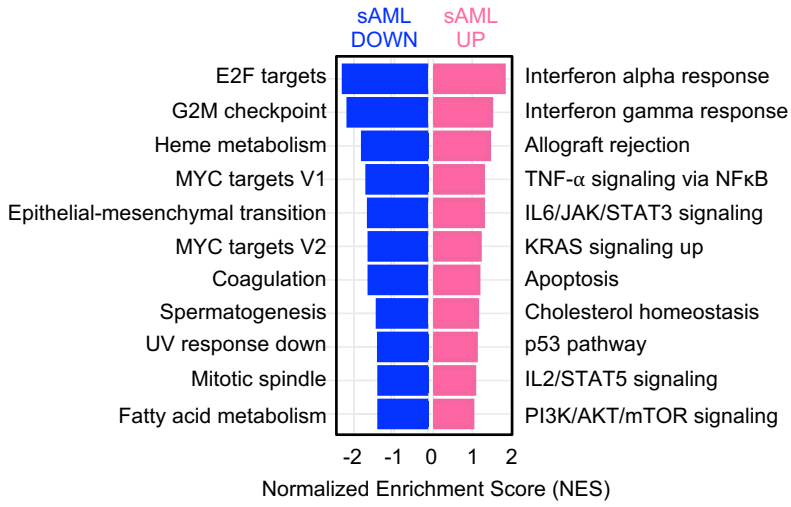 sAML DOWN
sAML UP
E2F targets
Interferon alpha response
G2M checkpoint
Interferon gamma response
Heme metabolism
Allograft rejection
MYC targets V1
TNF-α signaling via NFκB
Epithelial-mesenchymal transition
IL6/JAK/STAT3 signaling
MYC targets V2
KRAS signaling up
Coagulation
Apoptosis
Spermatogenesis
Cholesterol homeostasis
UV response down
p53 pathway
Mitotic spindle
IL2/STAT5 signaling
Fatty acid metabolism
PI3K/AKT/mTOR signaling
-2 -1 0 1 2
Normalized Enrichment Score (NES)